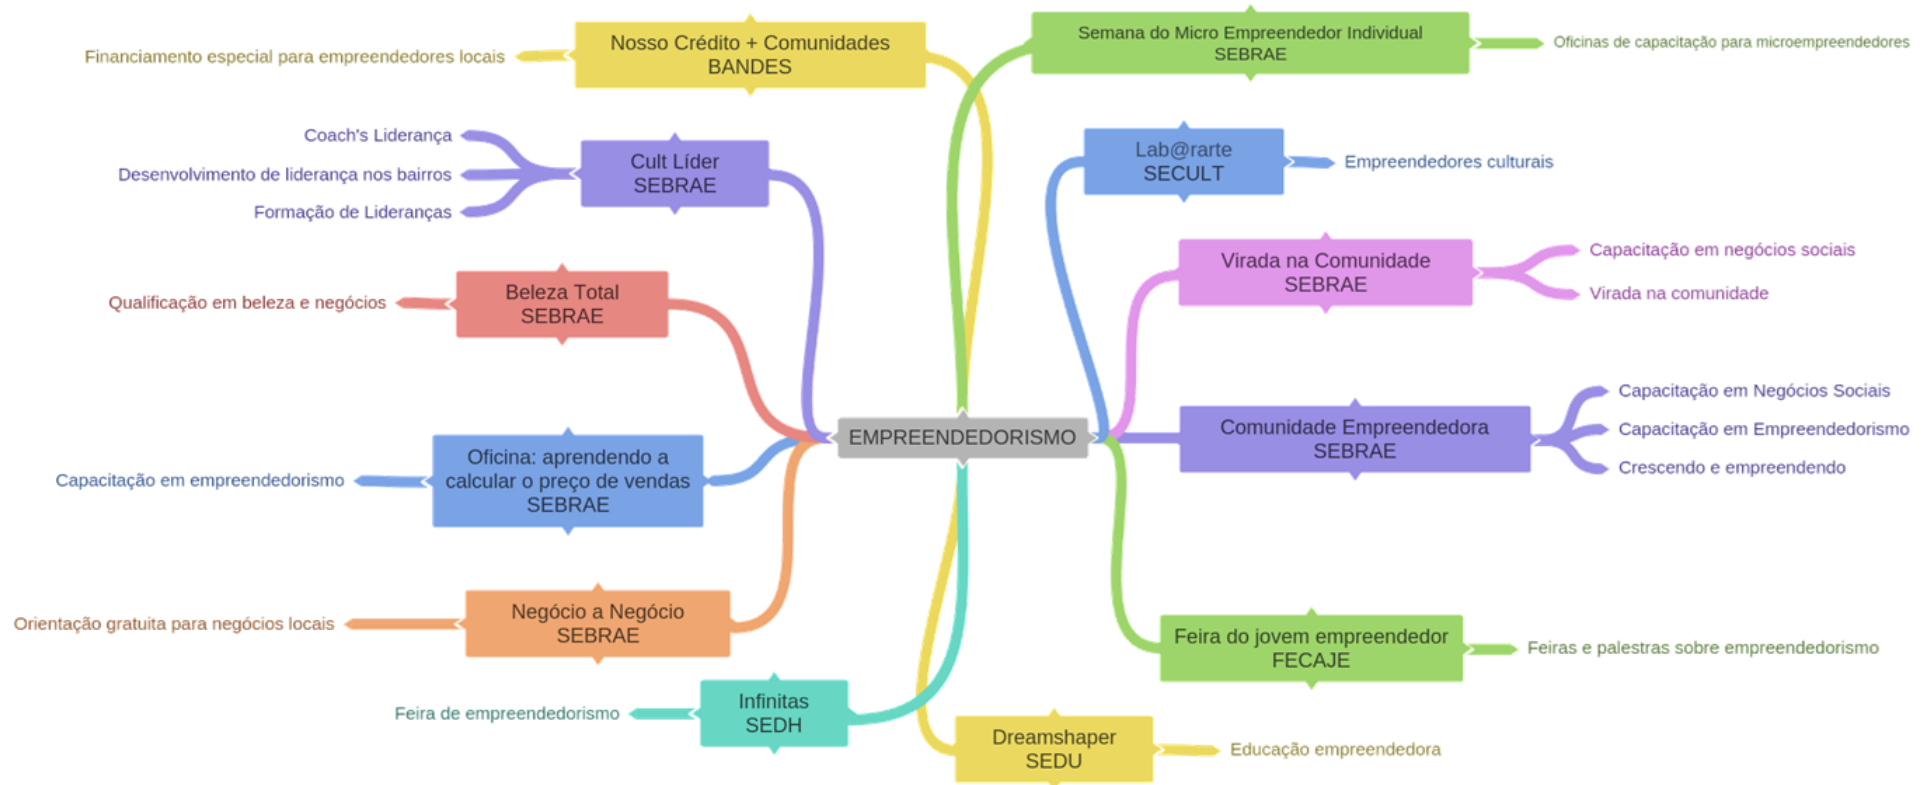 Nosso Crédito + Comunidades
BANDES
Financiamento especial para empreendedores locais
Cult Líder
SEBRAE
Coach's Liderança
Desenvolvimento de liderança nos bairros
Formação de Lideranças
Beleza Total
SEBRAE
Qualificação em beleza e negócios
Oficina: aprendendo a
calcular o preço de vendas
SEBRAE
Capacitação em empreendedorismo
Negócio a Negócio
SEBRAE
Orientação gratuita para negócios locais
Infinitas
SEDH
Feira de empreendedorismo
EMPREENDEDORISMO
Semana do Micro Empreendedor Individual
SEBRAE
Oficinas de capacitação para microempreendedores
Lab@rarte
SECULT
Empreendedores culturais
Virada na Comunidade
SEBRAE
Capacitação em negócios sociais
Virada na comunidade
Comunidade Empreendedora
SEBRAE
Capacitação em Negócios Sociais
Capacitação em Empreendedorismo
Crescendo e empreendendo
Feira do jovem empreendedor
FECAJE
Feiras e palestras sobre empreendedorismo
Dreamshaper
SEDU
Educação empreendedora